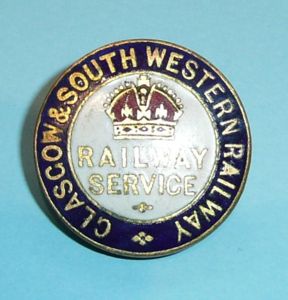 GLASGOW & SOUTH WESTERN RAILWAY
RAILWAY
SERVICE